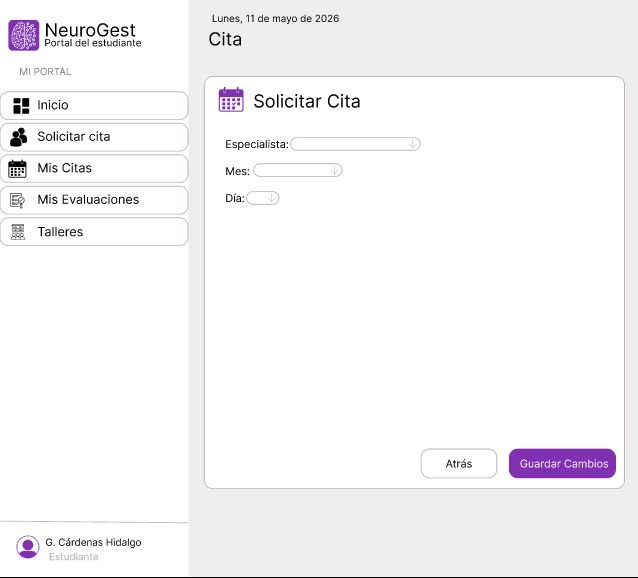 NeuroGest
Portal del estudiante
MI PORTAL
Inicio
Solicitar cita
Mis Citas
Mis Evaluaciones
Talleres
G. Cárdenas Hidalgo
Estudiante
Lunes, 11 de mayo de 2026
Cita
Solicitar Cita
Especialista:
Mes:
Día:
Atrás
Guardar Cambios